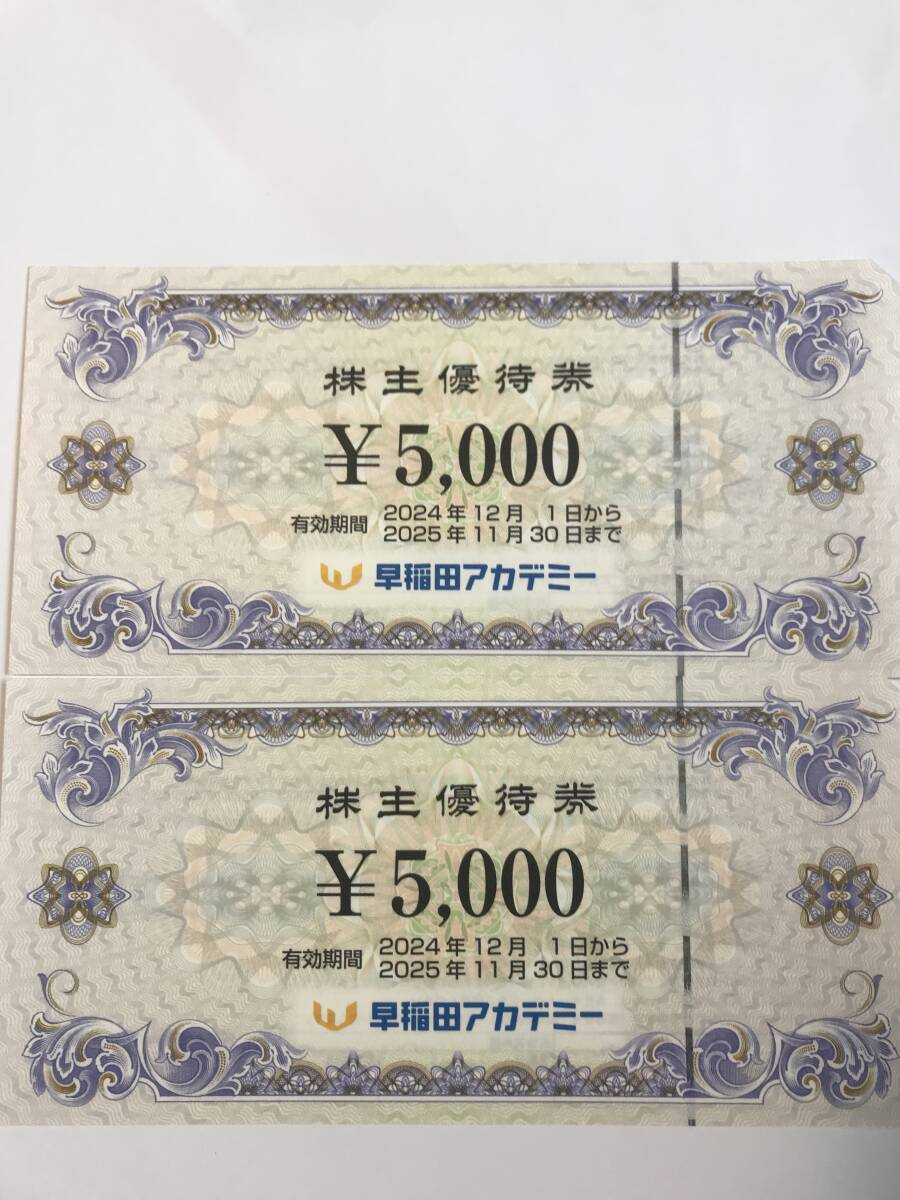 株主優待券
¥5,000
有効期間 2024年12月 1日から
2025年11月30日まで
早稲田アカデミー
株主優待券
¥5,000
有効期間 2024年12月 1日から
2025年11月30日まで
早稲田アカデミー